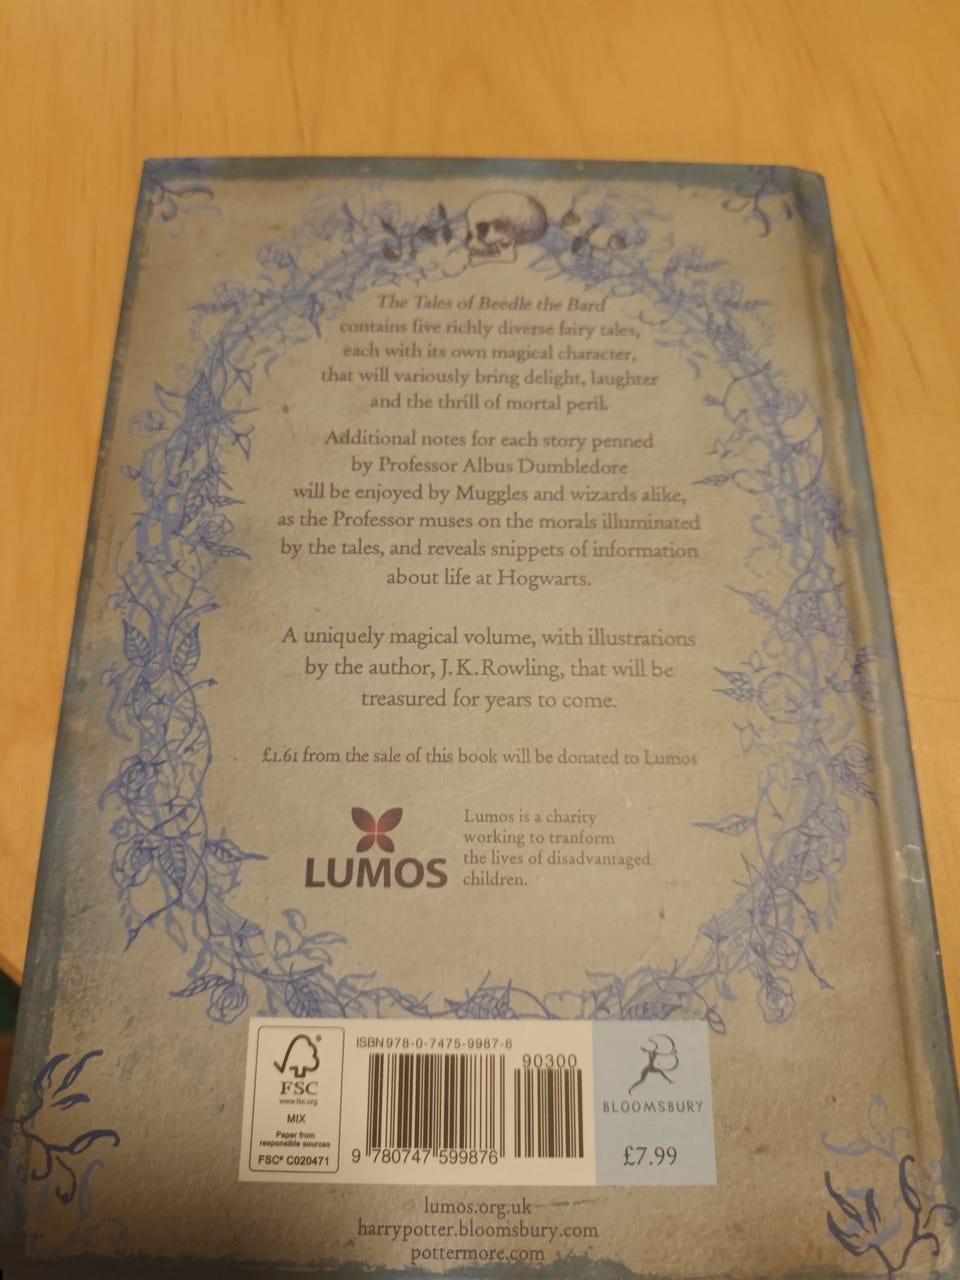 The Tales of Beedle the Bard
contains five richly diverse fairy tales,
each with its own magical character,
that will variously bring delight, laughter
and the thrill of mortal peril.
Additional notes for each story penned
by Professor Albus Dumbledore
will be enjoyed by Muggles and wizards alike,
as the Professor muses on the morals illuminated
by the tales, and reveals snippets of information
about life at Hogwarts.
A uniquely magical volume, with illustrations
by the author, J. K. Rowling, that will be
treasured for years to come.
£1.61 from the sale of this book will be donated to Lumos
LUMOS
Lumos is a charity
working to tranform
the lives of disadvantaged
children.
FSC
www.fsc.org
MIX
Paper from
responsible sources
FSC® C020471
ISBN 978-0-7475-9987-6
90300
9 780747 599876
BLOOMSBURY
£7.99
lumos.org.uk
harrypotter.bloomsbury.com
pottermore.com